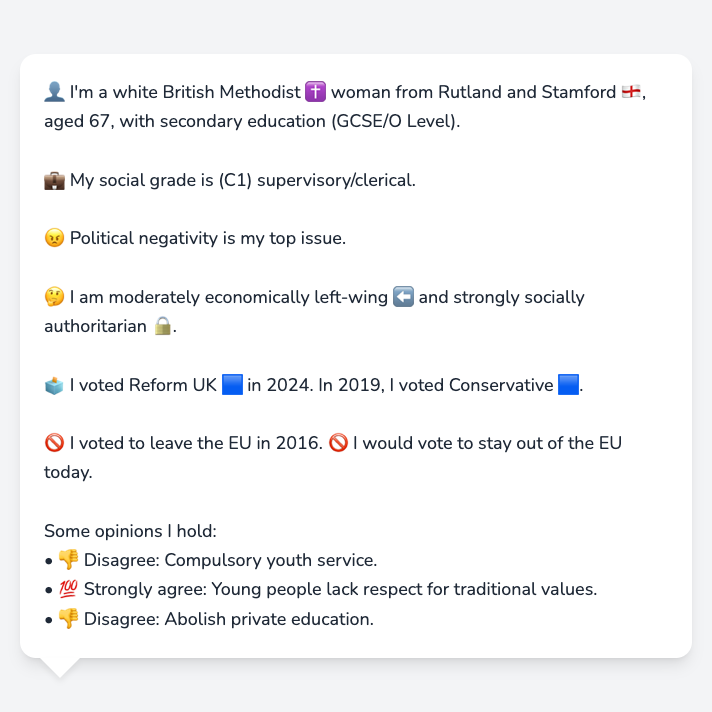 👤 I'm a white British Methodist ✝️ woman from Rutland and Stamford 🏴󠁧󠁢󠁥󠁮󠁧󠁿,
aged 67, with secondary education (GCSE/O Level).
💼 My social grade is (C1) supervisory/clerical.
😠 Political negativity is my top issue.
🤔 I am moderately economically left-wing ⬅️ and strongly socially
authoritarian 🔒.
🗳️ I voted Reform UK 🟦 in 2024. In 2019, I voted Conservative 🟦.
🚫 I voted to leave the EU in 2016. 🚫 I would vote to stay out of the EU
today.
Some opinions I hold:
• 👎 Disagree: Compulsory youth service.
• 💯 Strongly agree: Young people lack respect for traditional values.
• 👎 Disagree: Abolish private education.